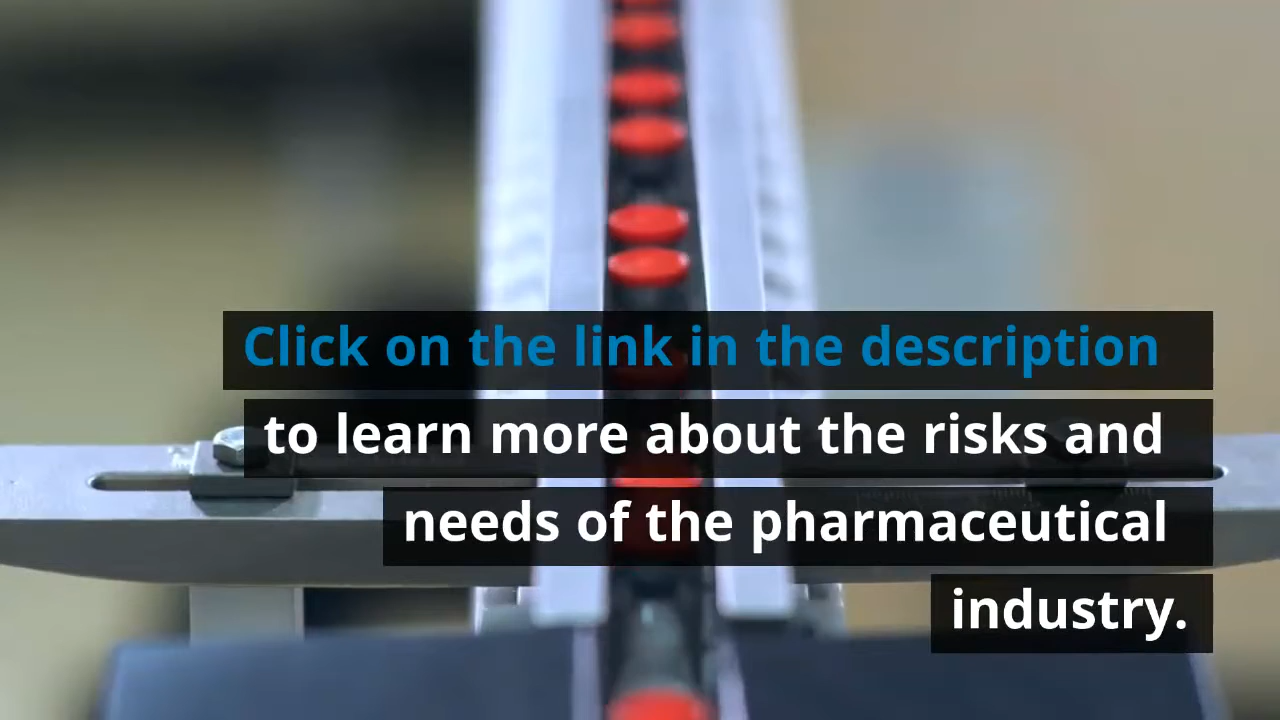 Click on the link in the description
to learn more about the risks and
needs of the pharmaceutical
industry.